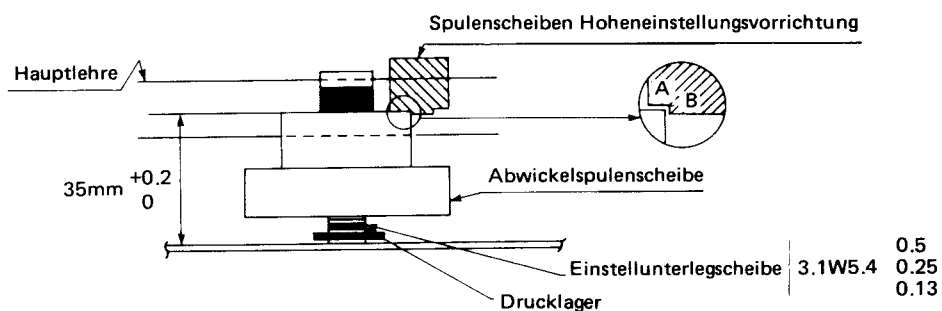 Spulenscheiben Hoheneinstellungsvorrichtung
Hauptlehre
A
B
35mm +0.2
0
Abwickelspulenscheibe
Einstellunterlegscheibe 3.1W5.4 0.5
0.25
0.13
Drucklager